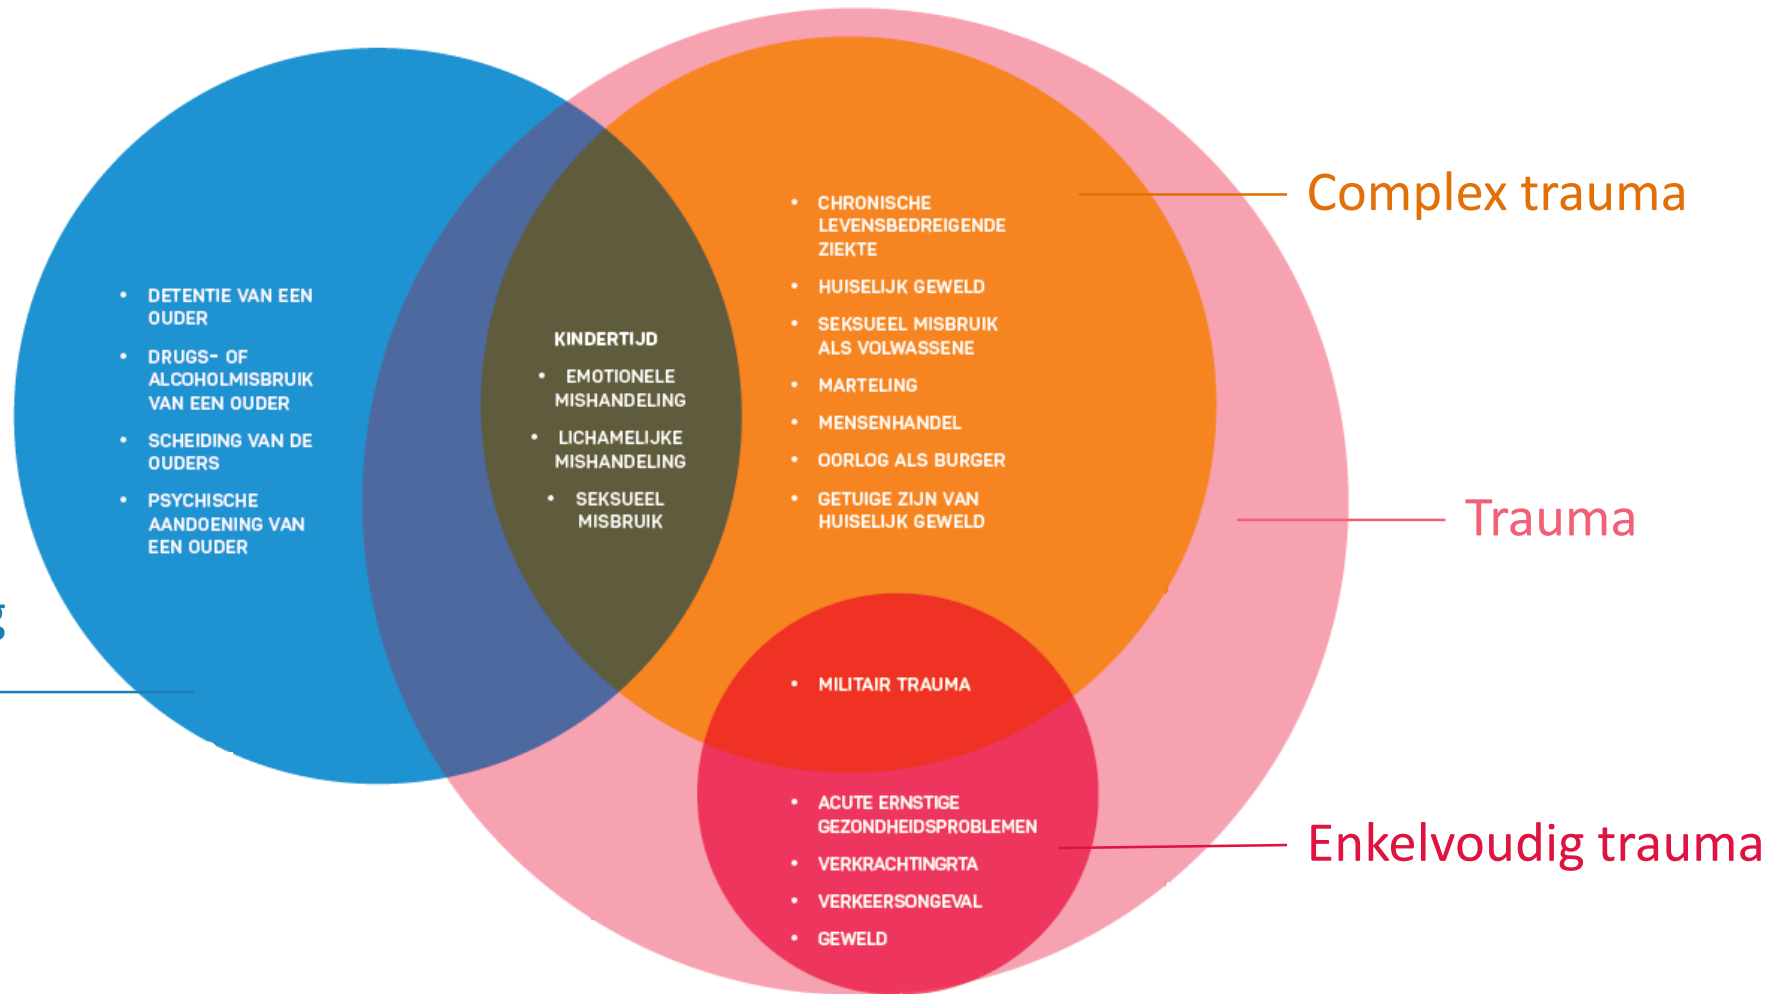 • DETENTIE VAN EEN
OUDER
• DRUGS- OF
ALCOHOLMISBRUIK
VAN EEN OUDER
• SCHEIDING VAN DE
OUDERS
• PSYCHISCHE
AANDOENING VAN
EEN OUDER
g
KINDERTIJD
• EMOTIONELE
MISHANDELING
• LICHAMELIJKE
MISHANDELING
• SEKSUEEL
MISBRUIK
• CHRONISCHE
LEVENSBEDREIGENDE
ZIEKTE
• HUISELIJK GEWELD
• SEKSUEEL MISBRUIK
ALS VOLWASSENE
• MARTELING
• MENSENHANDEL
• OORLOG ALS BURGER
• GETUIGE ZIJN VAN
HUISELIJK GEWELD
• MILITAIR TRAUMA
• ACUTE ERNSTIGE
GEZONDHEIDSPROBLEMEN
• VERKRACHTINGRTA
• VERKEERSONGEVAL
• GEWELD
Complex trauma
Trauma
Enkelvoudig trauma